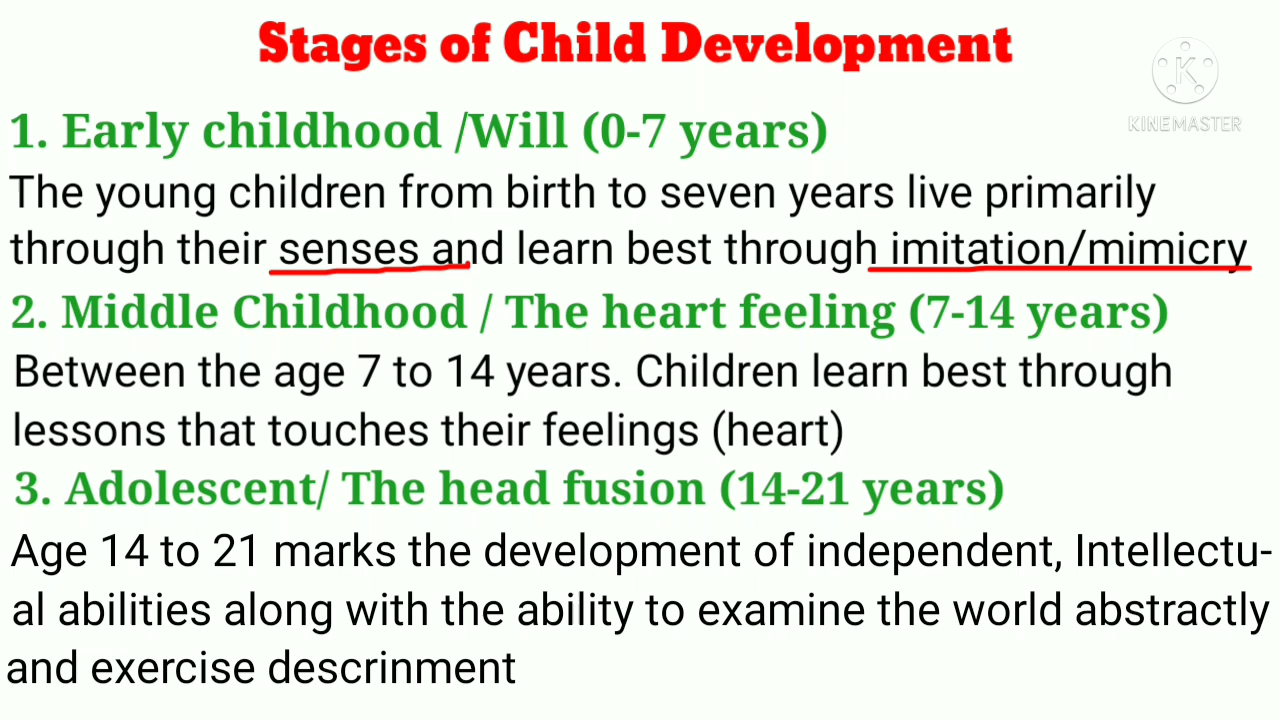 Stages of Child Development
K
KINEMASTER
1. Early childhood /Will (0-7 years)
The young children from birth to seven years live primarily
through their senses and learn best through imitation/mimicry
2. Middle Childhood / The heart feeling (7-14 years)
Between the age 7 to 14 years. Children learn best through
lessons that touches their feelings (heart)
3. Adolescent/ The head fusion (14-21 years)
Age 14 to 21 marks the development of independent, Intellectu-
al abilities along with the ability to examine the world abstractly
and exercise descrinment